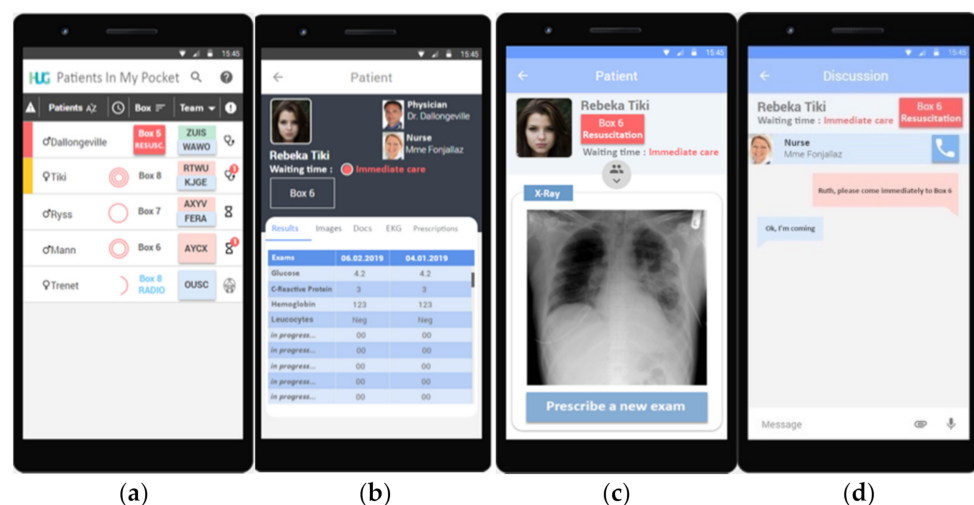 15:45
HUG Patients In My Pocket
Patients AZ Box Team
♂Dallongeville Box 5 RESUSC. ZUIS WAWO
♀Tiki Box 8 RTWU KJGE 1
♂Ryss Box 7 AXYV FERA
♂Mann Box 6 AYCX 1
♀Trenet Box 8 RADIO OUSC
(a)
15:45
Patient
Physician
Dr. Dallongeville
Nurse
Mme Fonjallaz
Rebeka Tiki
Waiting time : Immediate care
Box 6
Results Images Docs EKG Prescriptions
Exams 06.02.2019 04.01.2019
Glucose 4.2 4.2
C-Reactive Protein 3 3
Hemoglobin 123 123
Leucocytes Neg Neg
in progress... 00 00
in progress... 00 00
in progress... 00 00
in progress... 00 00
in progress... 00 00
(b)
15:45
Patient
Rebeka Tiki
Box 6
Resuscitation
Waiting time : Immediate care
X-Ray
Prescribe a new exam
(c)
15:45
Discussion
Rebeka Tiki
Waiting time : Immediate care
Box 6
Resuscitation
Nurse
Mme Fonjallaz
Ruth, please come immediately to Box 6
Ok, I'm coming
Message
(d)